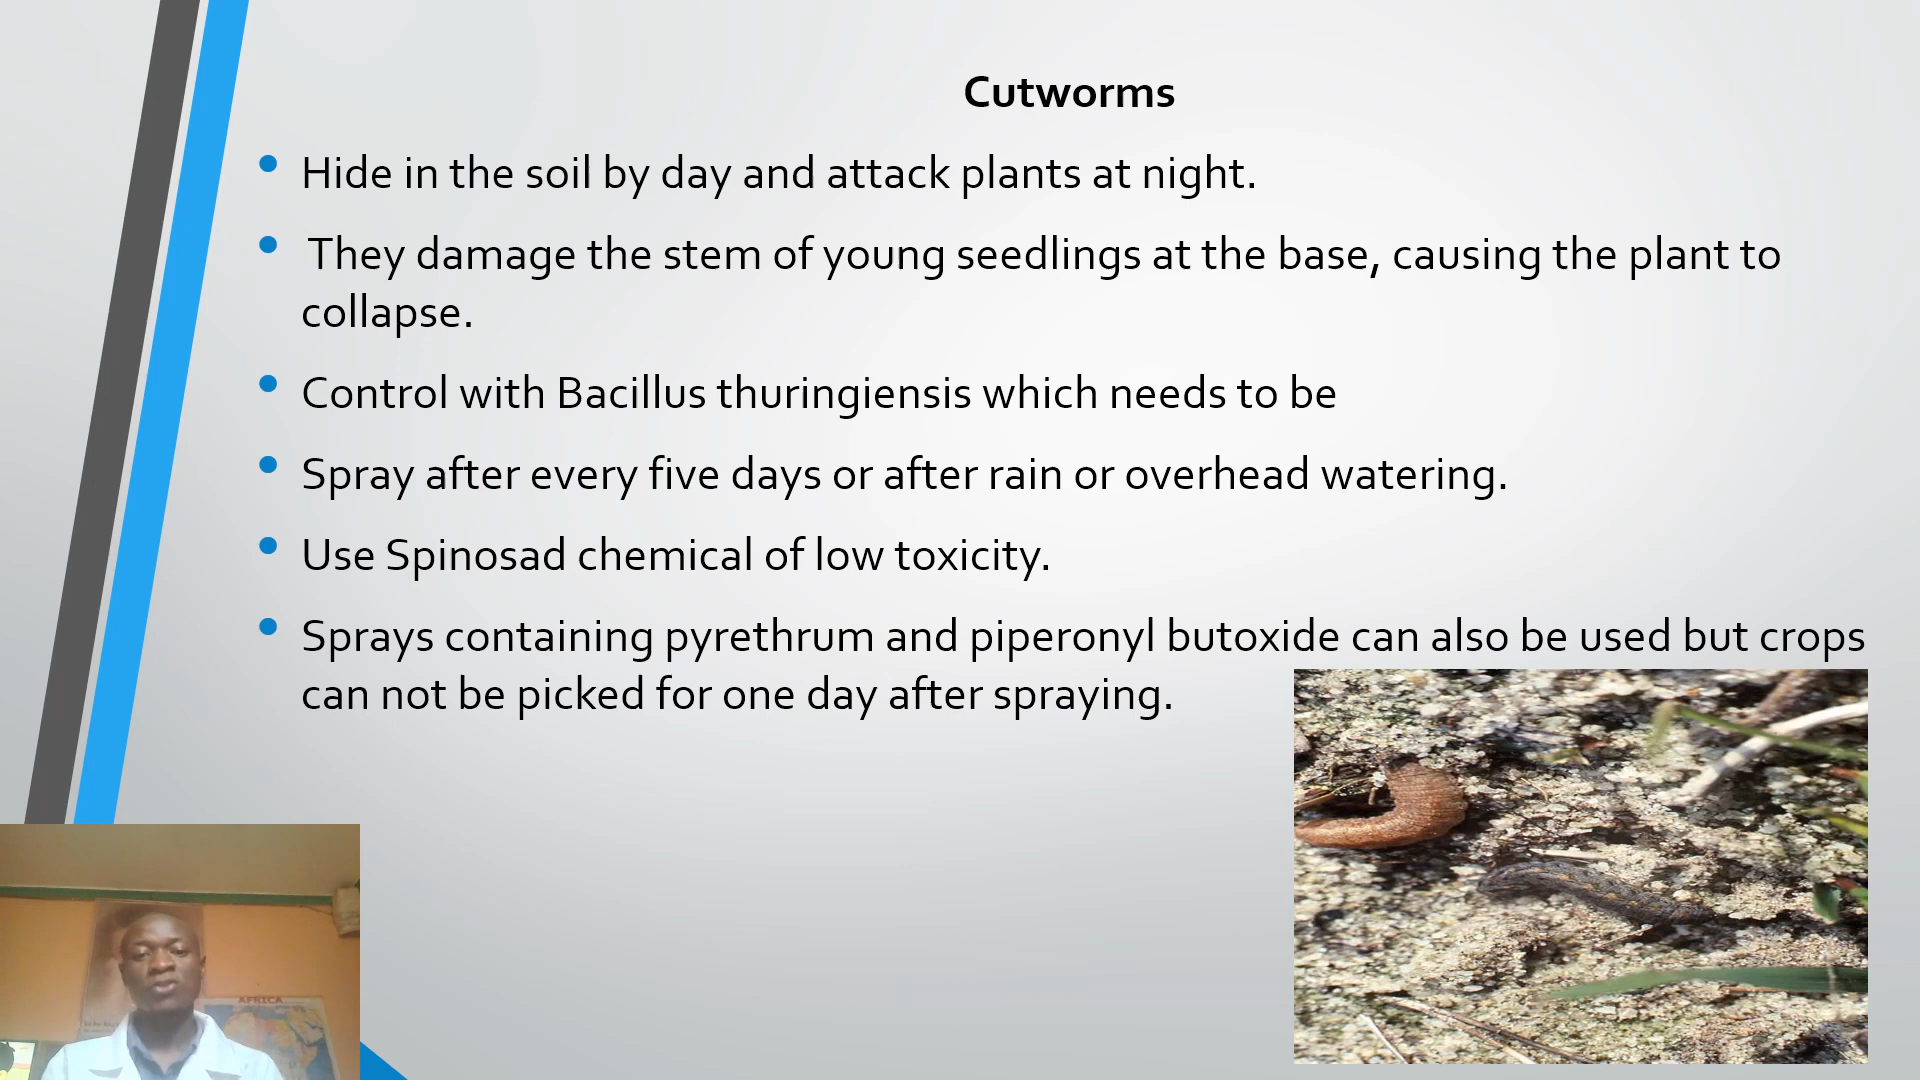 Cutworms
Hide in the soil by day and attack plants at night.
They damage the stem of young seedlings at the base, causing the plant to
collapse.
Control with Bacillus thuringiensis which needs to be
Spray after every five days or after rain or overhead watering.
Use Spinosad chemical of low toxicity.
Sprays containing pyrethrum and piperonyl butoxide can also be used but crops
can not be picked for one day after spraying.
AFRICA